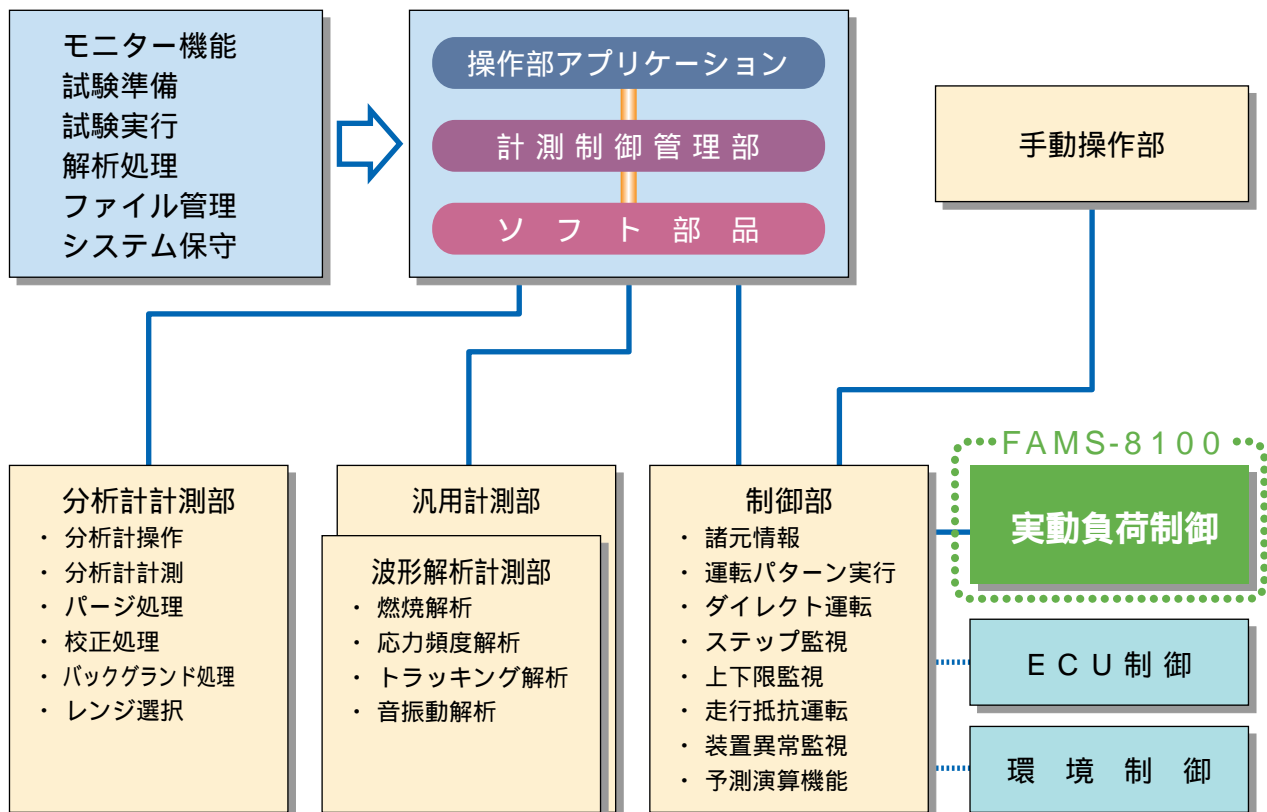 モニター機能
試験準備
試験実行
解析処理
ファイル管理
システム保守
操作部アプリケーション
計測制御管理部
ソフト部品
手動操作部
分析計計測部
・ 分析計操作
・ 分析計計測
・ パージ処理
・ 校正処理
・ バックグランド処理
・ レンジ選択
汎用計測部
波形解析計測部
・ 燃焼解析
・ 応力頻度解析
・ トラッキング解析
・ 音振動解析
制御部
・ 諸元情報
・ 運転パターン実行
・ ダイレクト運転
・ ステップ監視
・ 上下限監視
・ 走行抵抗運転
・ 装置異常監視
・ 予測演算機能
FAMS-8100
実動負荷制御
ECU制御
環境制御